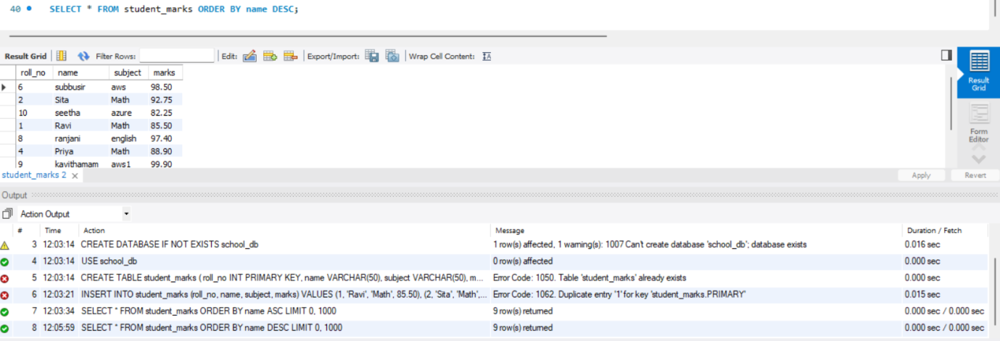 40 SELECT * FROM student_marks ORDER BY name DESC;
Result Grid Filter Rows: Edit: Export/Import: Wrap Cell Content: IA
roll_no name subject marks
6 subbusir aws 98.50
2 Sita Math 92.75
10 seetha azure 82.25
1 Ravi Math 85.50
8 ranjani english 97.40
4 Priya Math 88.90
9 kavithamam aws1 99.90
Result
Grid
Form
Editor
student_marks 2 Apply Revert
Output
Action Output
# Time Action Message Duration / Fetch
3 12:03:14 CREATE DATABASE IF NOT EXISTS school_db 1 row(s) affected, 1 warning(s): 1007 Can't create database 'school_db'; database exists 0.016 sec
4 12:03:14 USE school_db 0 row(s) affected 0.000 sec
5 12:03:14 CREATE TABLE student_marks ( roll_no INT PRIMARY KEY, name VARCHAR(50), subject VARCHAR(50), m... Error Code: 1050. Table 'student_marks' already exists 0.000 sec
6 12:03:21 INSERT INTO student_marks (roll_no, name, subject, marks) VALUES (1, 'Ravi', 'Math', 85.50), (2, 'Sita', 'Math',... Error Code: 1062. Duplicate entry '1' for key 'student_marks.PRIMARY' 0.015 sec
7 12:03:34 SELECT * FROM student_marks ORDER BY name ASC LIMIT 0, 1000 9 row(s) returned 0.000 sec / 0.000 sec
8 12:05:59 SELECT * FROM student_marks ORDER BY name DESC LIMIT 0, 1000 9 row(s) returned 0.000 sec / 0.000 sec